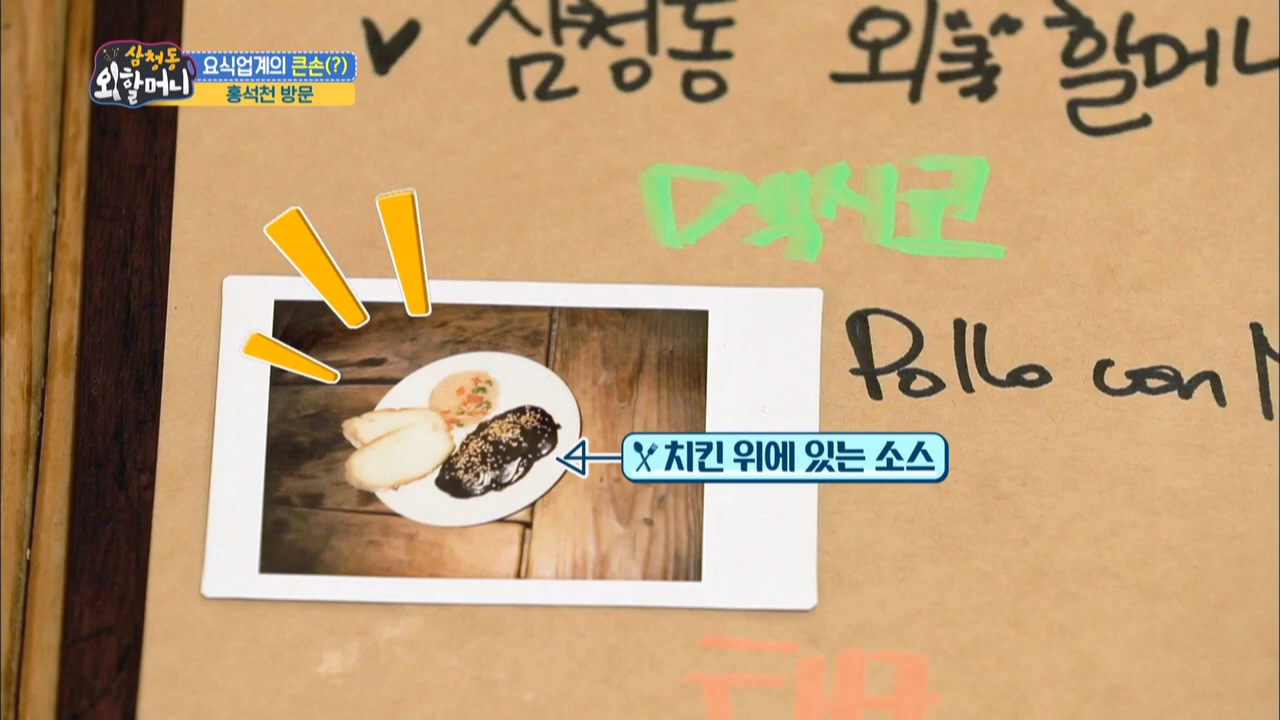 삼청동
외할머니
요식업계의 큰손(?)
홍석천 방문
✔ 삼청동 외 할머니
멕시코
Pollo con
치킨 위에 있는 소스